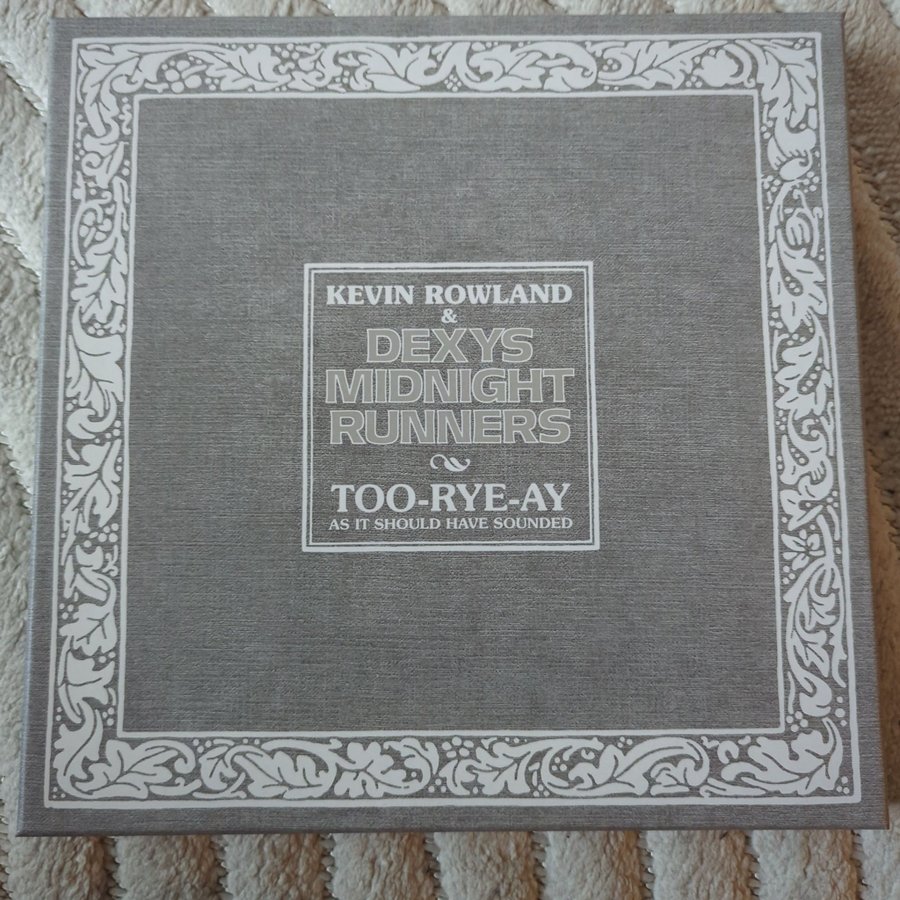 KEVIN ROWLAND
&
DEXYS
MIDNIGHT
RUNNERS
TOO-RYE-AY
AS IT SHOULD HAVE SOUNDED